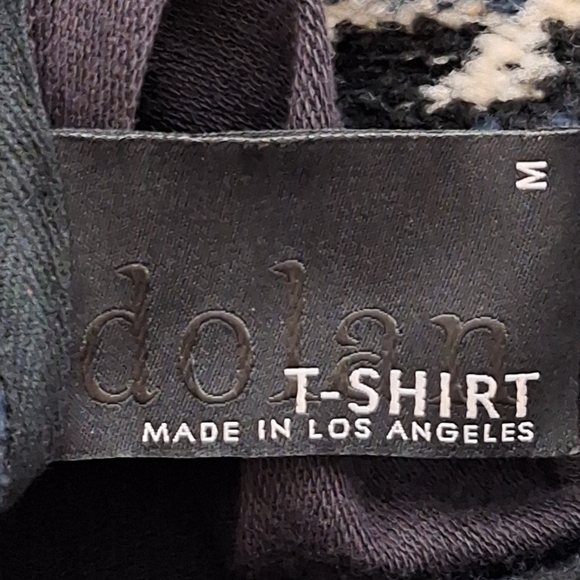 M
dolan
T-SHIRT
MADE IN LOS ANGELES